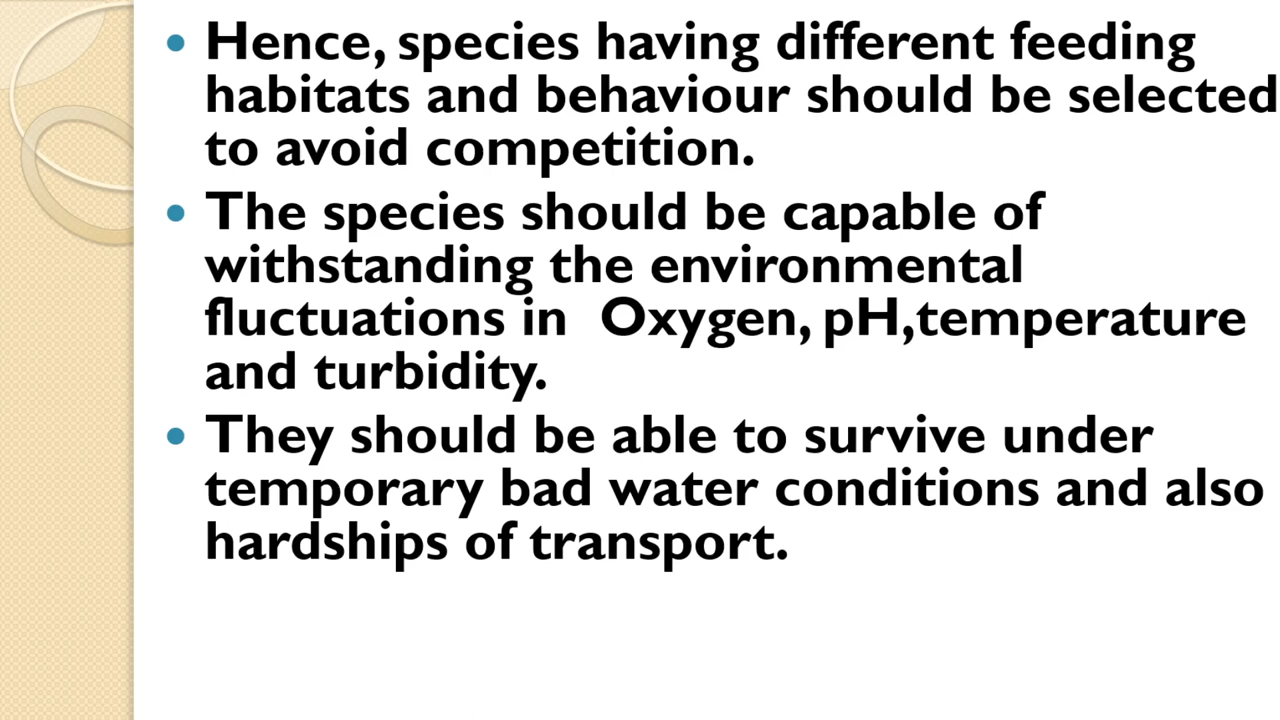 Hence, species having different feeding
habitats and behaviour should be selected
to avoid competition.
The species should be capable of
withstanding the environmental
fluctuations in  Oxygen, pH,temperature
and turbidity.
They should be able to survive under
temporary bad water conditions and also
hardships of transport.